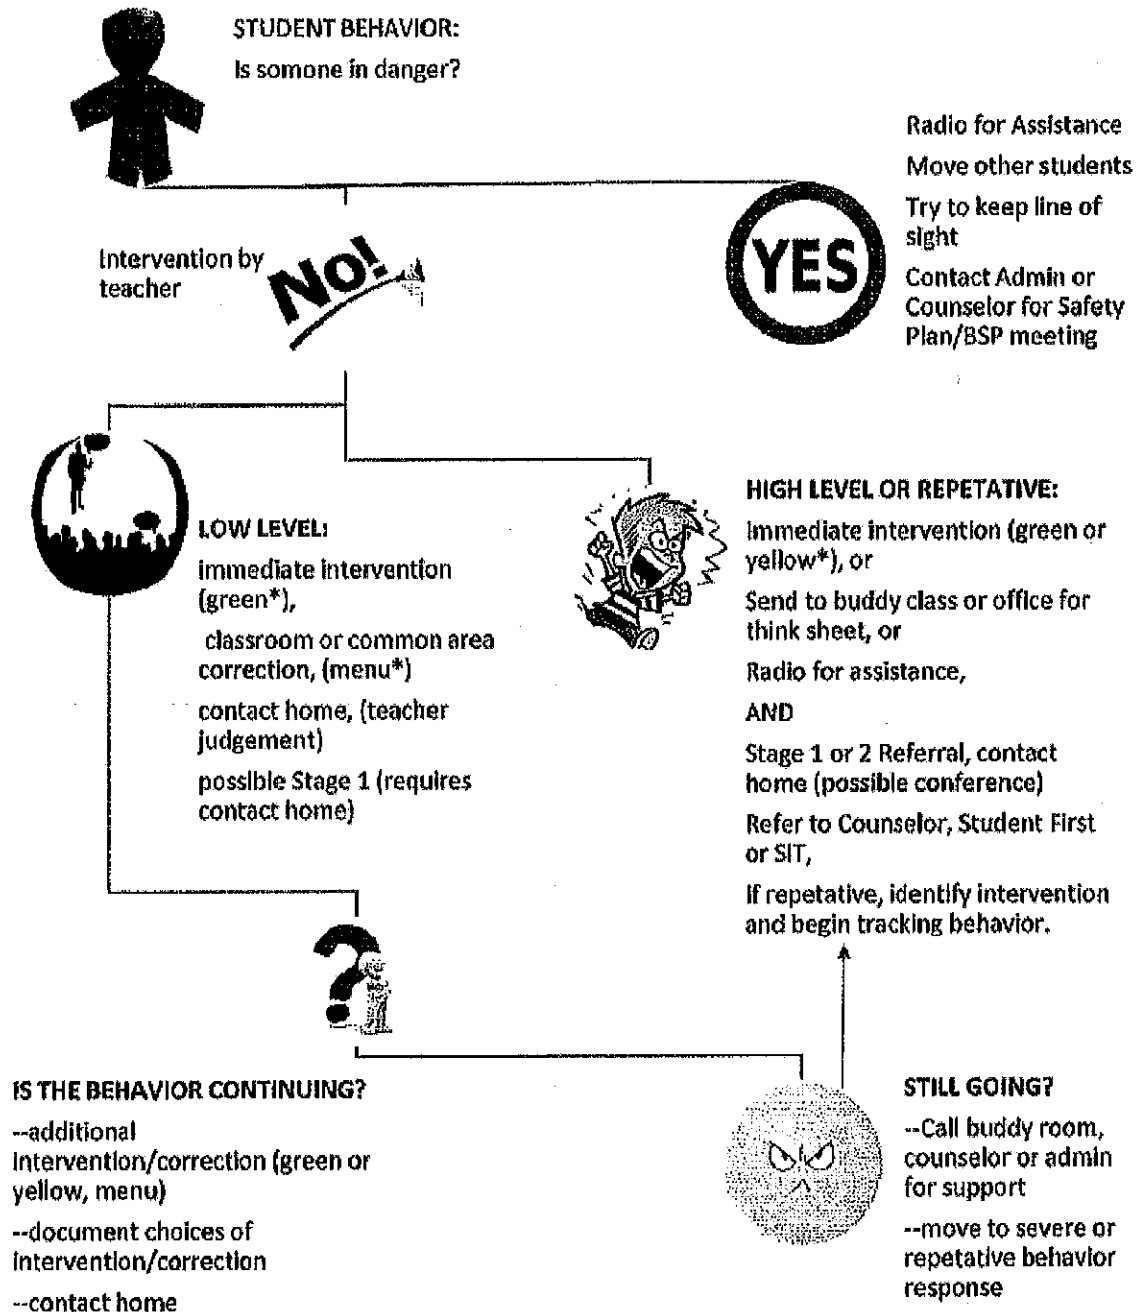 STUDENT BEHAVIOR:
Is somone in danger?
Radio for Assistance
Move other students
Try to keep line of
sight
Contact Admin or
Counselor for Safety
Plan/BSP meeting
YES
Intervention by
teacher
No!
LOW LEVEL:
immediate intervention
(green*),
classroom or common area
correction, (menu*)
contact home, (teacher
judgement)
possible Stage 1 (requires
contact home)
HIGH LEVEL OR REPETATIVE:
Immediate intervention (green or
yellow*), or
Send to buddy class or office for
think sheet, or
Radio for assistance,
AND
Stage 1 or 2 Referral, contact
home (possible conference)
Refer to Counselor, Student First
or SIT,
If repetative, identify intervention
and begin tracking behavior.
?
IS THE BEHAVIOR CONTINUING?
--additional
intervention/correction (green or
yellow, menu)
--document choices of
intervention/correction
--contact home
STILL GOING?
--Call buddy room,
counselor or admin
for support
--move to severe or
repetative behavior
response